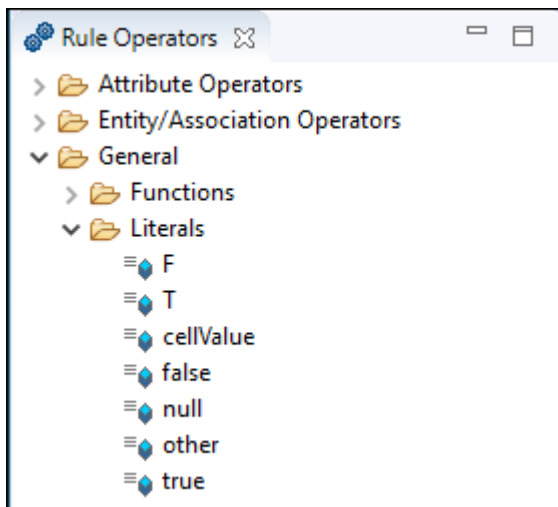 Rule Operators
Attribute Operators
Entity/Association Operators
General
Functions
Literals
F
T
cellValue
false
null
other
true